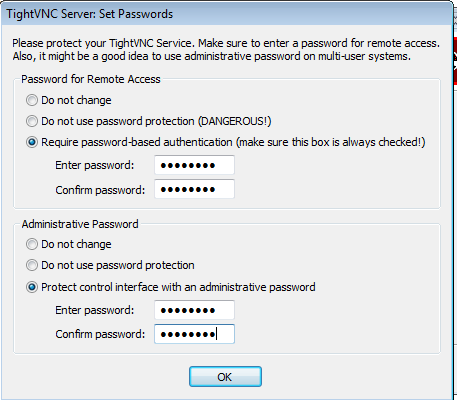 TightVNC Server: Set Passwords
Please protect your TightVNC Service. Make sure to enter a password for remote access.
Also, it might be a good idea to use administrative password on multi-user systems.
Password for Remote Access
Do not change
Do not use password protection (DANGEROUS!)
Require password-based authentication (make sure this box is always checked!)
Enter password: ●●●●●●●●
Confirm password: ●●●●●●●●
Administrative Password
Do not change
Do not use password protection
Protect control interface with an administrative password
Enter password: ●●●●●●●●
Confirm password: ●●●●●●●●
OK